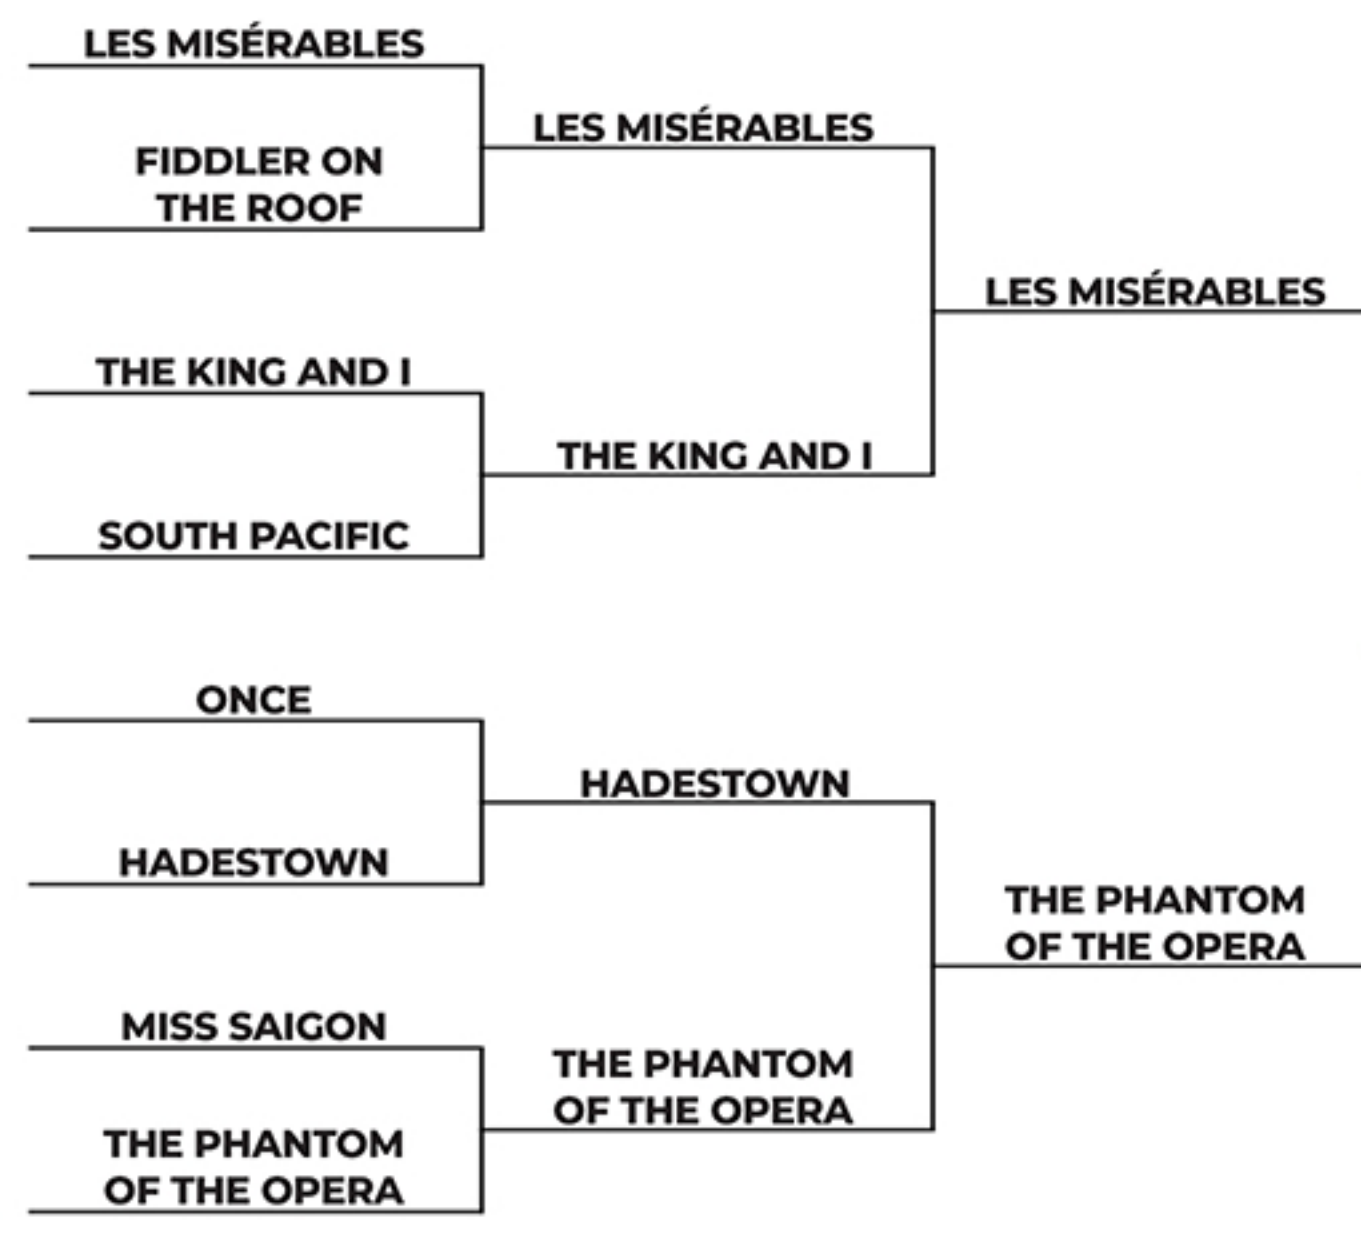 LES MISÉRABLES
FIDDLER ON
THE ROOF
THE KING AND I
SOUTH PACIFIC
ONCE
HADESTOWN
MISS SAIGON
THE PHANTOM
OF THE OPERA
LES MISÉRABLES
THE KING AND I
HADESTOWN
THE PHANTOM
OF THE OPERA
LES MISÉRABLES
THE PHANTOM
OF THE OPERA